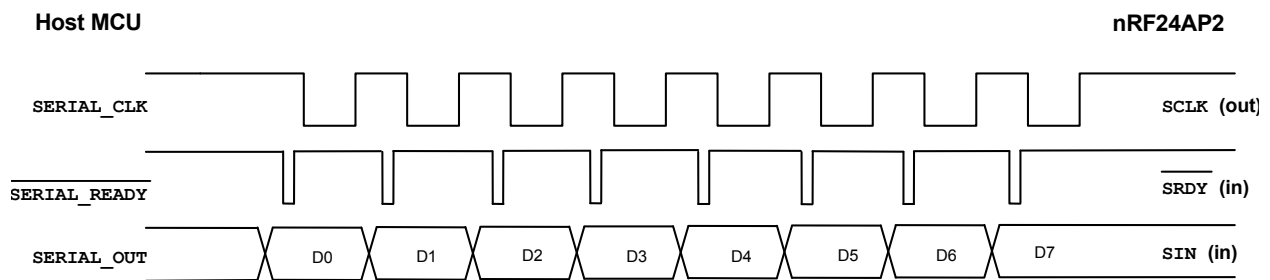 Host MCU nRF24AP2
SERIAL_CLK SCLK (out)
SERIAL_READY SRDY (in)
SERIAL_OUT D0 D1 D2 D3 D4 D5 D6 D7 SIN (in)